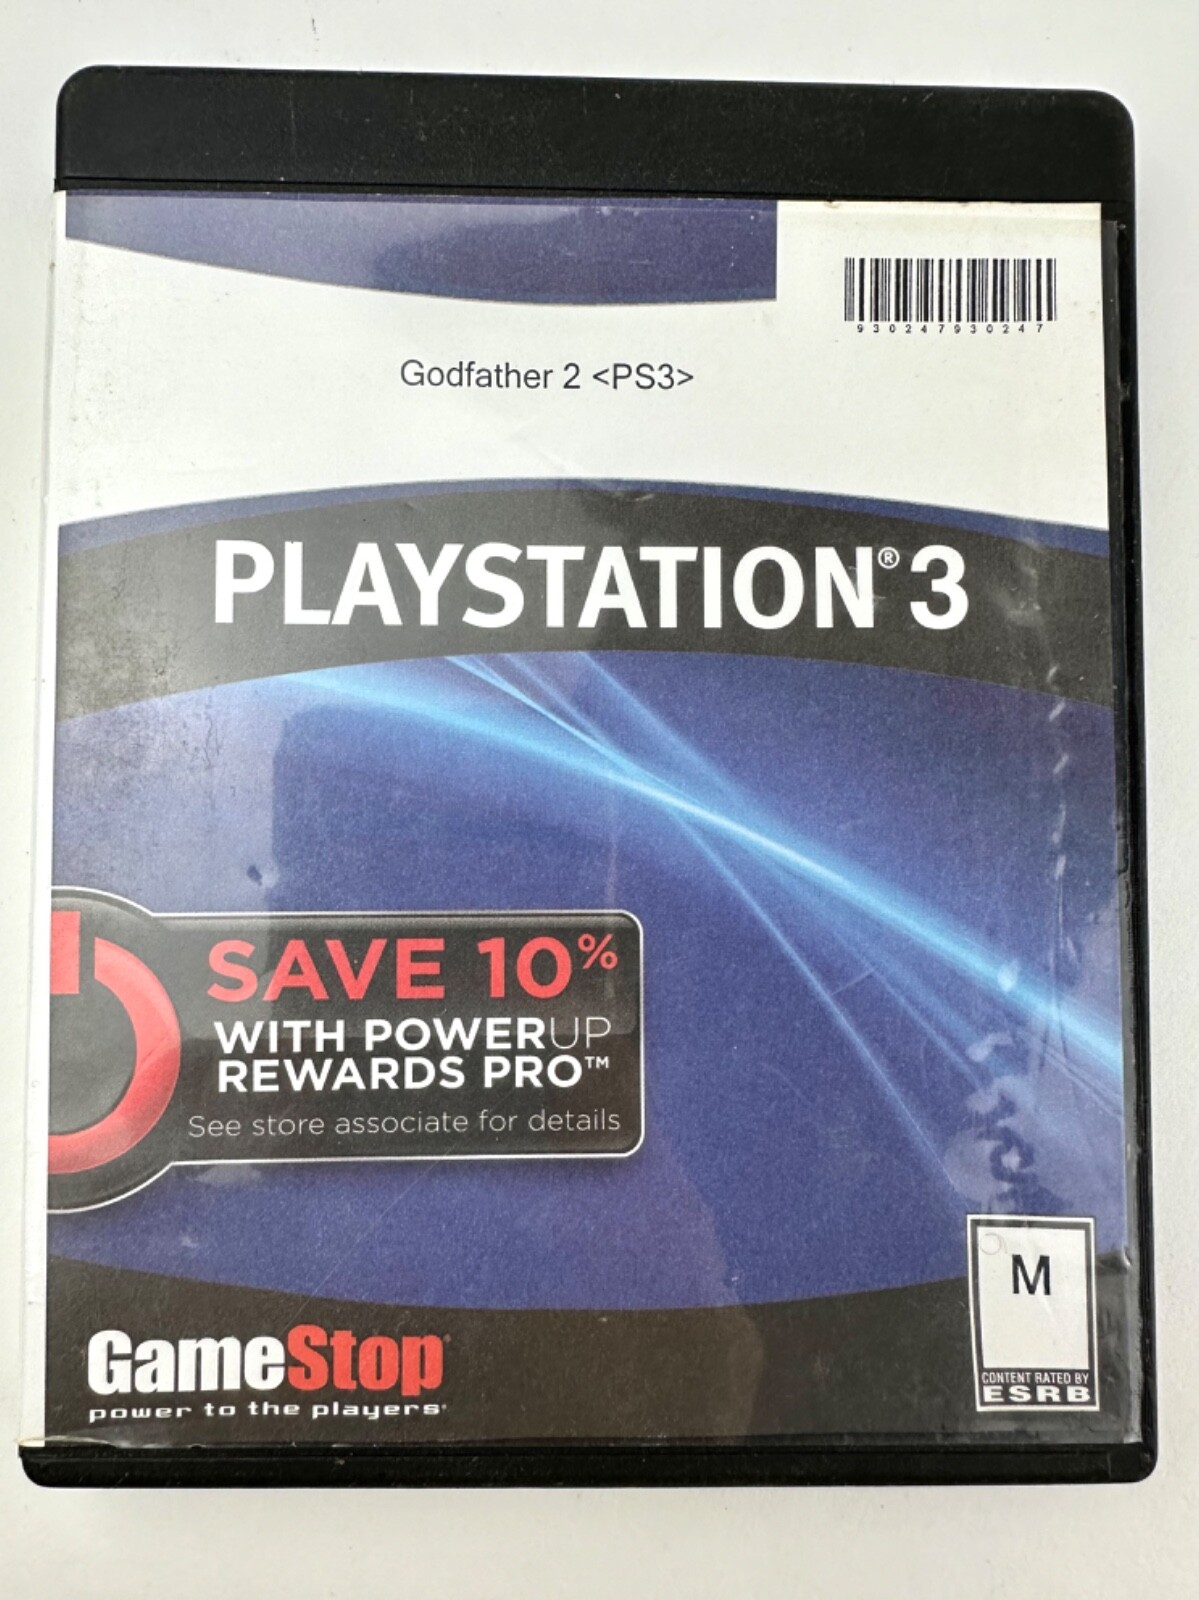 930247930247
Godfather 2 <PS3>
PLAYSTATION®3
SAVE 10%
WITH POWERUP
REWARDS PRO™
See store associate for details
M
CONTENT RATED BY
ESRB
GameStop
power to the players